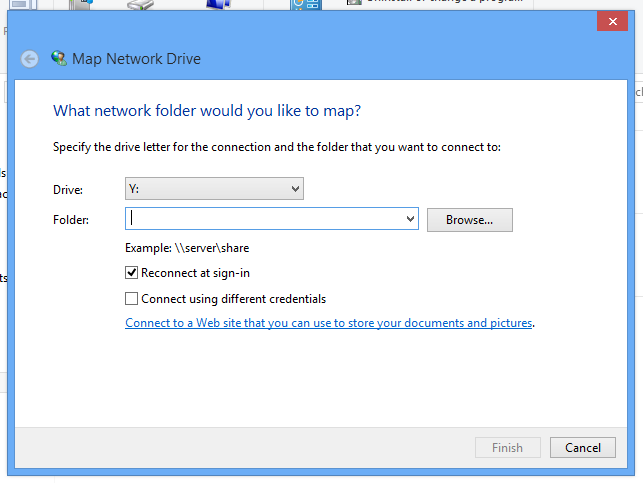 Map Network Drive
What network folder would you like to map?
Specify the drive letter for the connection and the folder that you want to connect to:
Drive:
Y:
Folder:
Browse...
Example: \\server\share
Reconnect at sign-in
Connect using different credentials
Connect to a Web site that you can use to store your documents and pictures.
Finish
Cancel